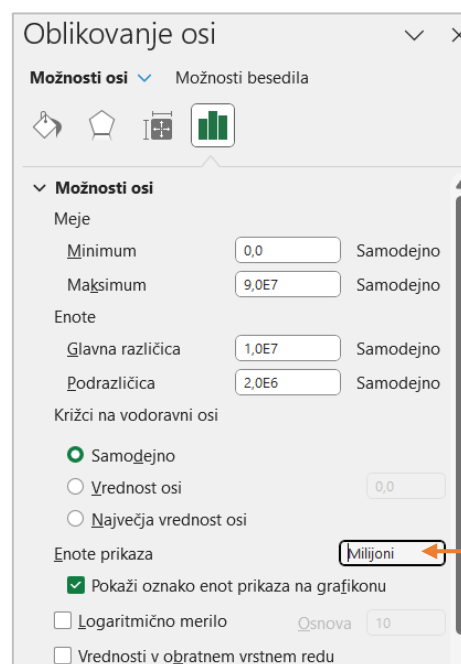 Oblikovanje osi
Možnosti osi Možnosti besedila
Možnosti osi
Meje
Minimum 0,0 Samodejno
Maksimum 9,0E7 Samodejno
Enote
Glavna različica 1,0E7 Samodejno
Podrazličica 2,0E6 Samodejno
Križci na vodoravni osi
Samodejno
Vrednost osi 0,0
Največja vrednost osi
Enote prikaza Milijoni
Pokaži oznako enot prikaza na grafikonu
Logaritmično merilo Osnova 10
Vrednosti v obratnem vrstnem redu